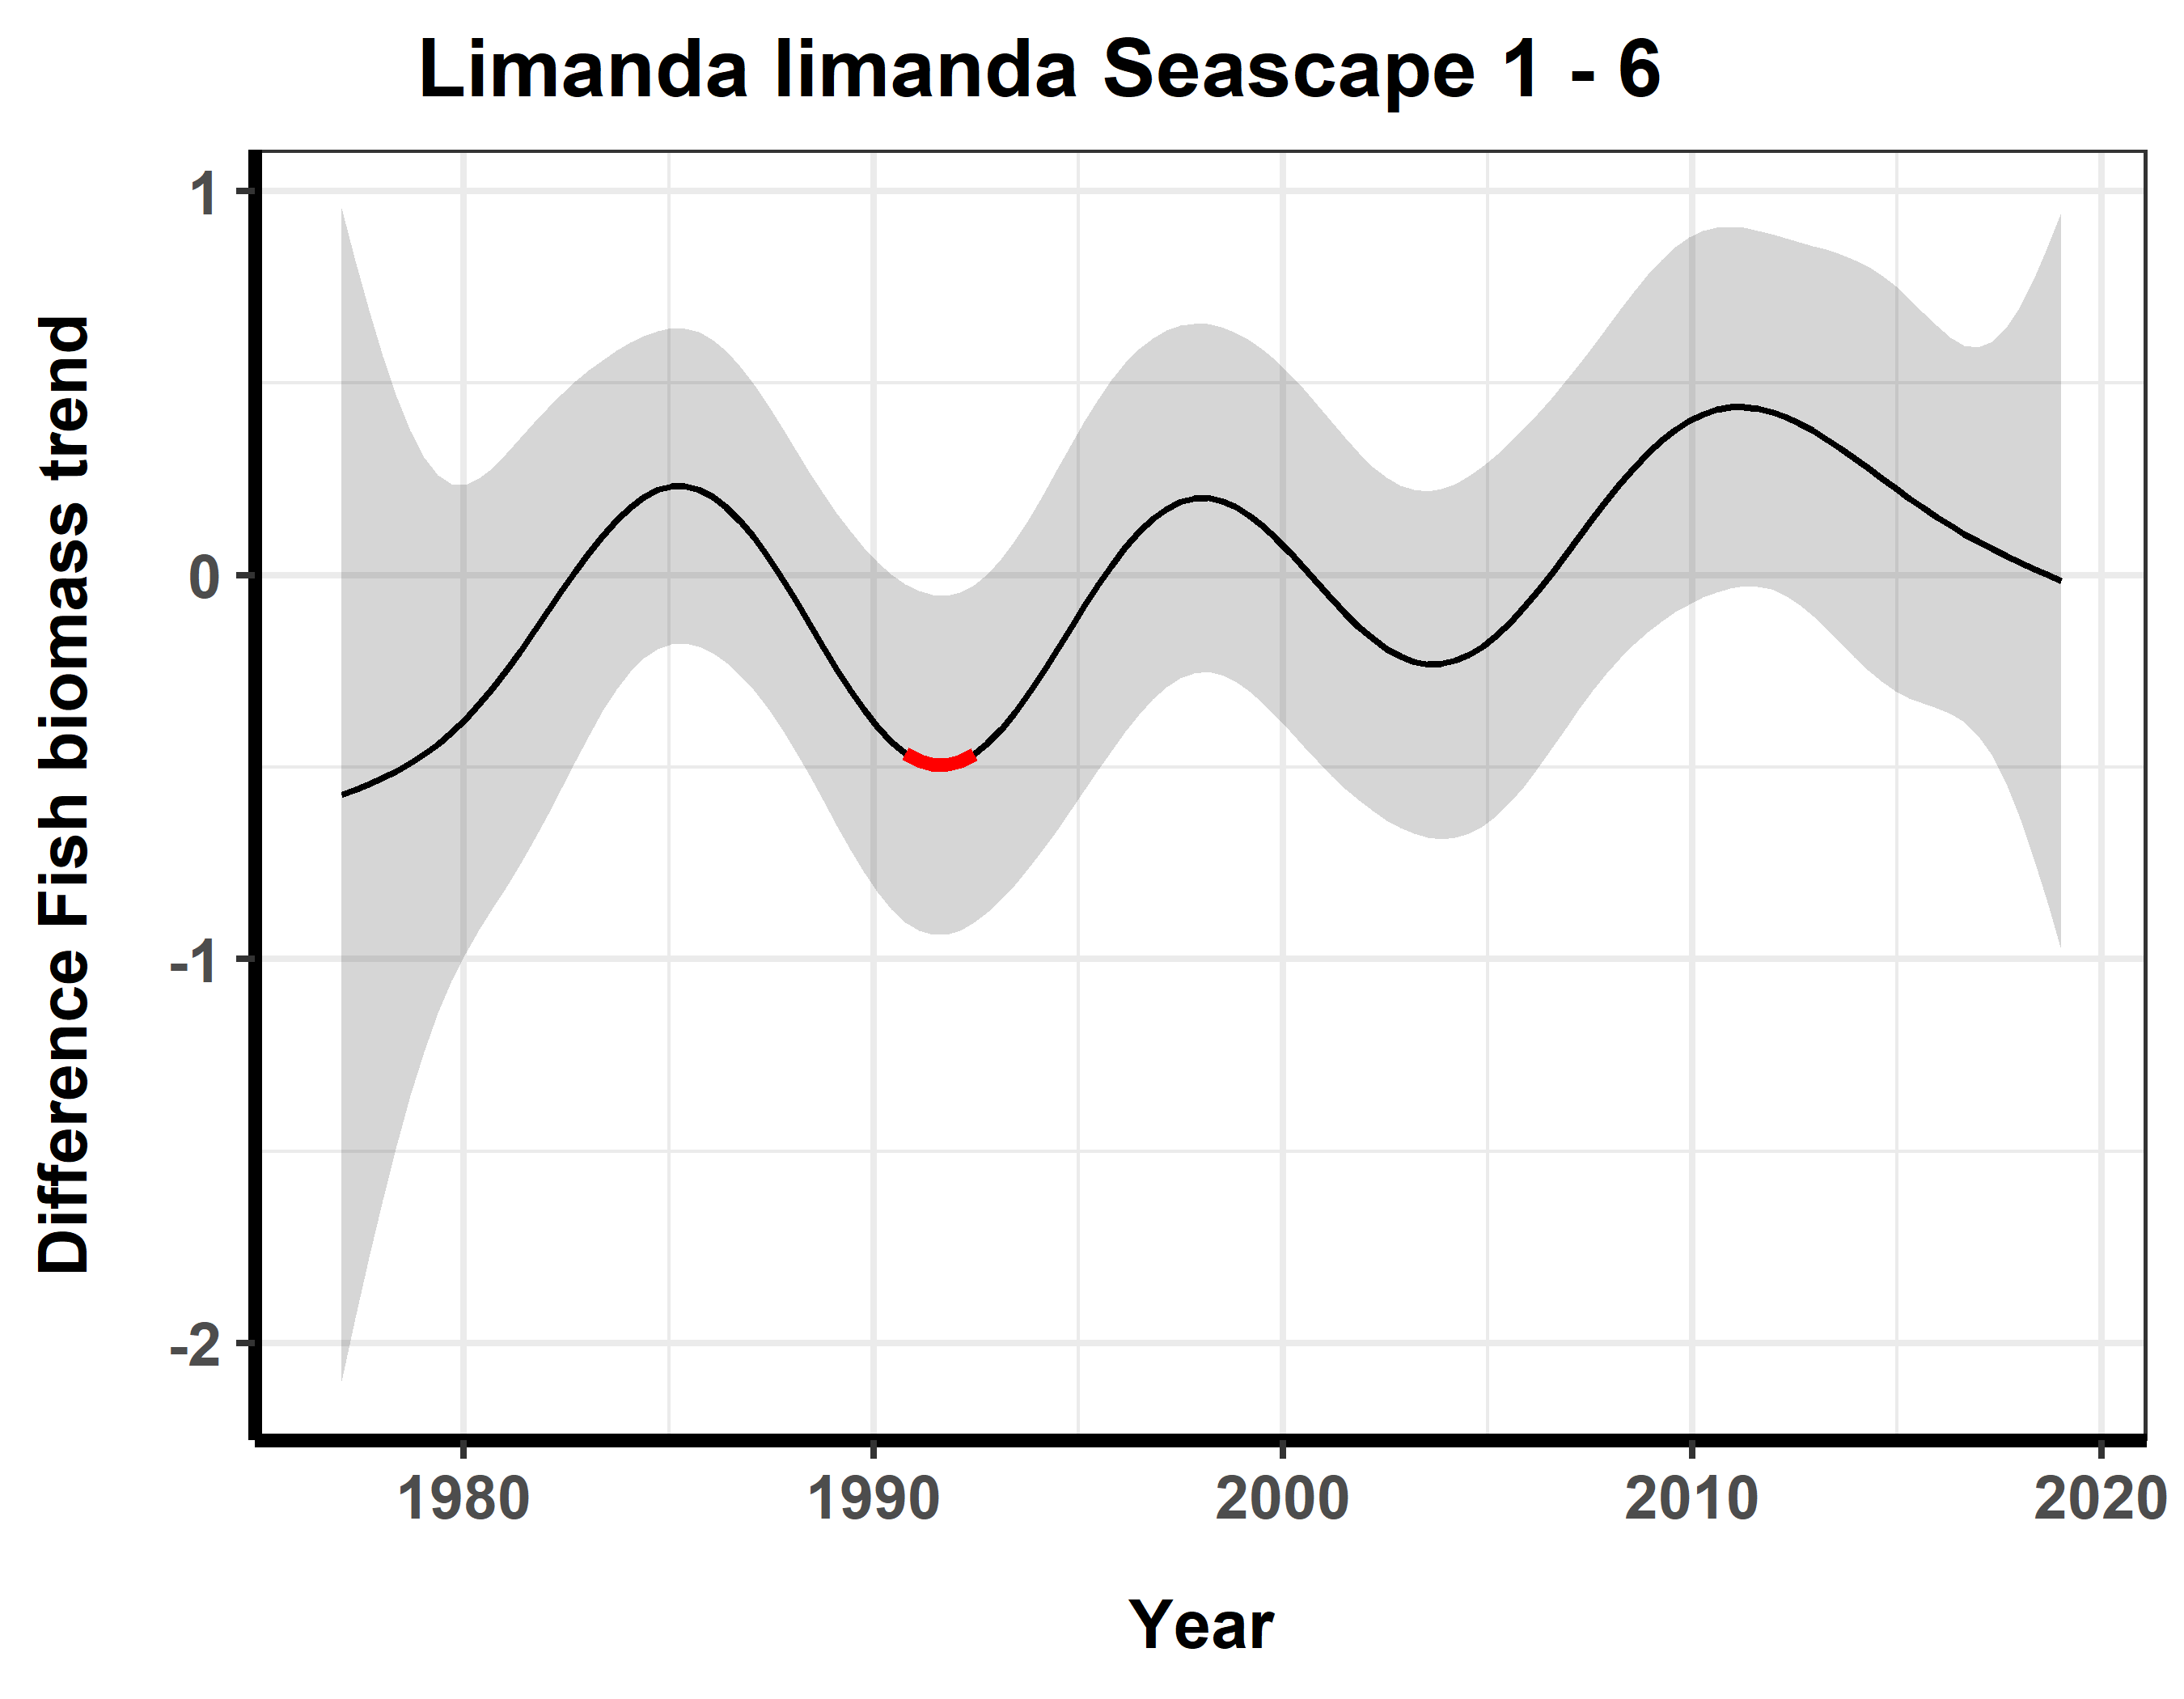 Limanda limanda Seascape 1 - 6
Difference Fish biomass trend
1
0
-1
-2
1980 1990 2000 2010 2020
Year